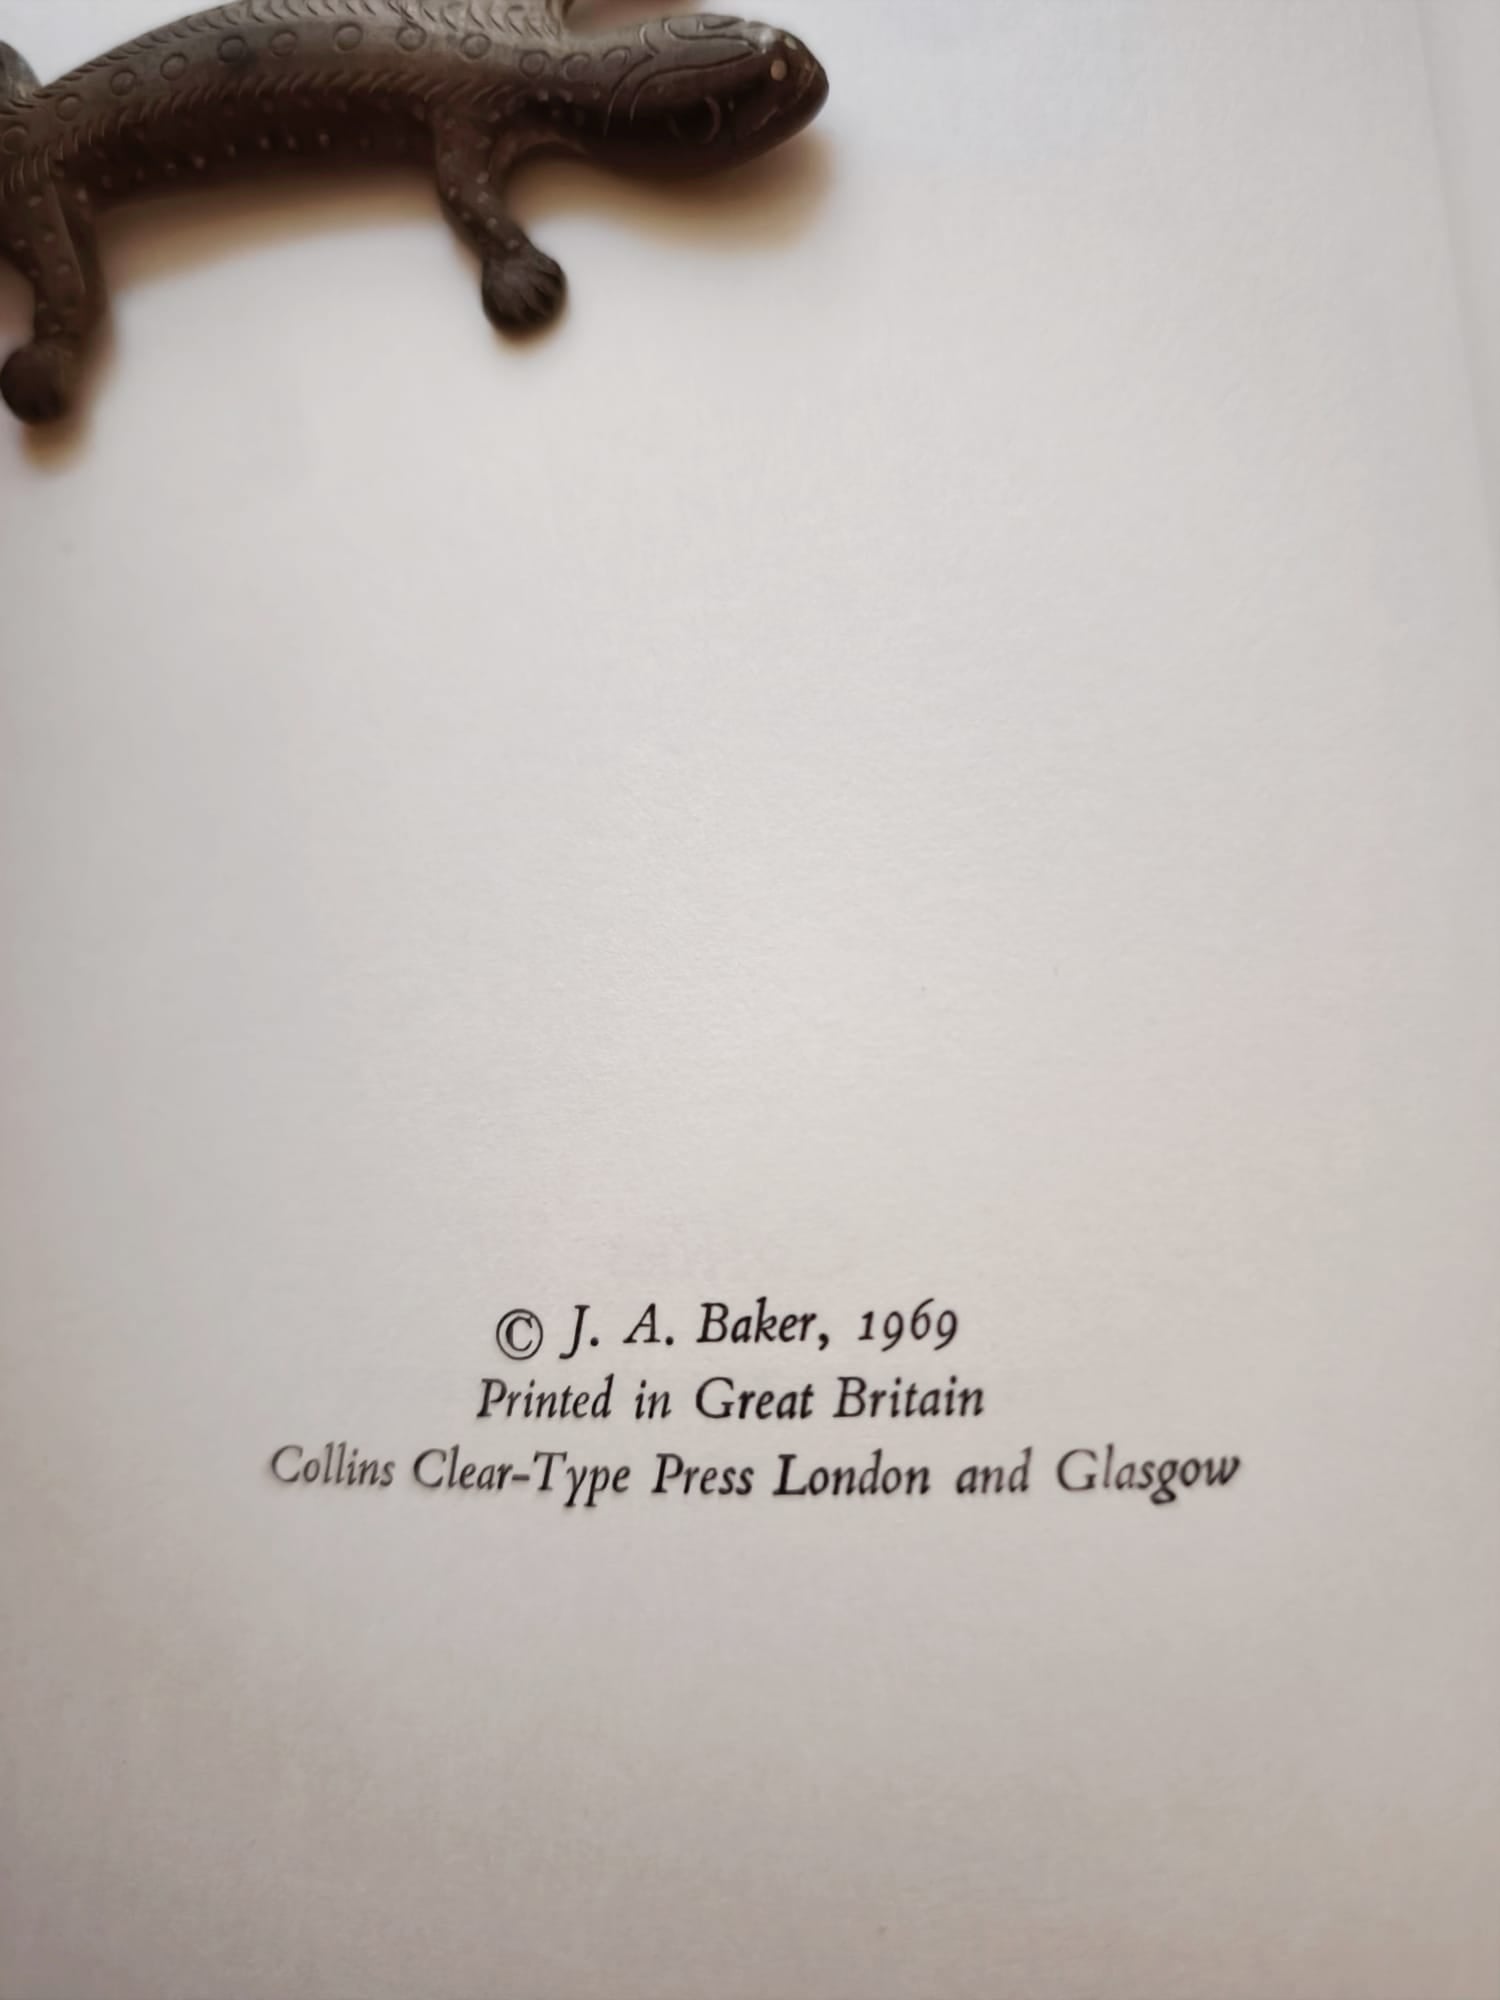 © J. A. Baker, 1969
Printed in Great Britain
Collins Clear-Type Press London and Glasgow